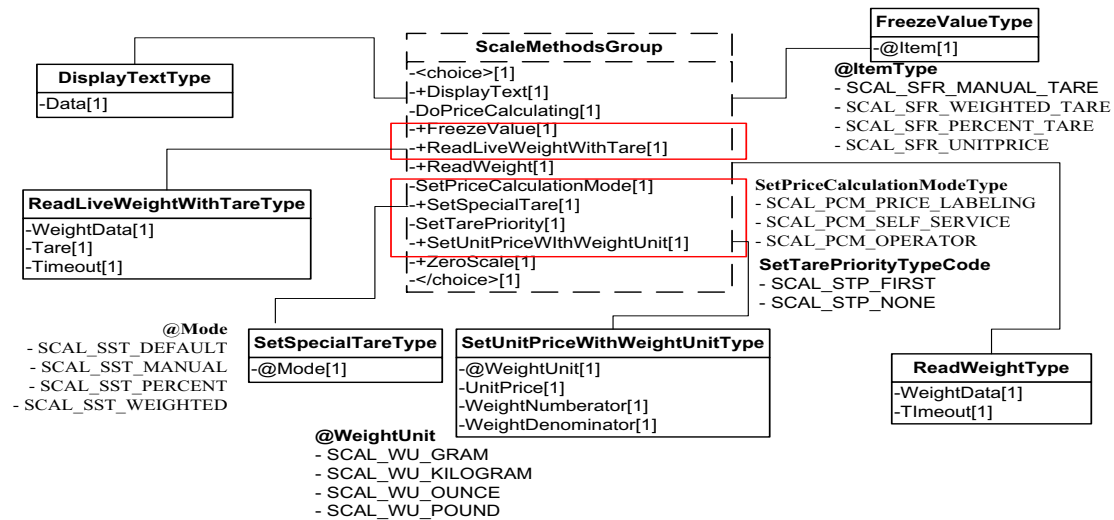 FreezeValueType
-@Item[1]
@ItemType
- SCAL_SFR_MANUAL_TARE
- SCAL_SFR_WEIGHTED_TARE
- SCAL_SFR_PERCENT_TARE
- SCAL_SFR_UNITPRICE
ScaleMethodsGroup
-<choice>[1]
-+DisplayText[1]
-DoPriceCalculating[1]
-+FreezeValue[1]
-+ReadLiveWeightWithTare[1]
-+ReadWeight[1]
-SetPriceCalculationMode[1]
-+SetSpecialTare[1]
-SetTarePriority[1]
-+SetUnitPriceWIthWeightUnit[1]
-+ZeroScale[1]
-</choice>[1]
DisplayTextType
-Data[1]
ReadLiveWeightWithTareType
-WeightData[1]
-Tare[1]
-Timeout[1]
SetPriceCalculationModeType
- SCAL_PCM_PRICE_LABELING
- SCAL_PCM_SELF_SERVICE
- SCAL_PCM_OPERATOR
SetTarePriorityTypeCode
- SCAL_STP_FIRST
- SCAL_STP_NONE
@Mode
- SCAL_SST_DEFAULT
- SCAL_SST_MANUAL
- SCAL_SST_PERCENT
- SCAL_SST_WEIGHTED
SetSpecialTareType
-@Mode[1]
SetUnitPriceWithWeightUnitType
-@WeightUnit[1]
-UnitPrice[1]
-WeightNumberator[1]
-WeightDenominator[1]
ReadWeightType
-WeightData[1]
-TImeout[1]
@WeightUnit
- SCAL_WU_GRAM
- SCAL_WU_KILOGRAM
- SCAL_WU_OUNCE
- SCAL_WU_POUND